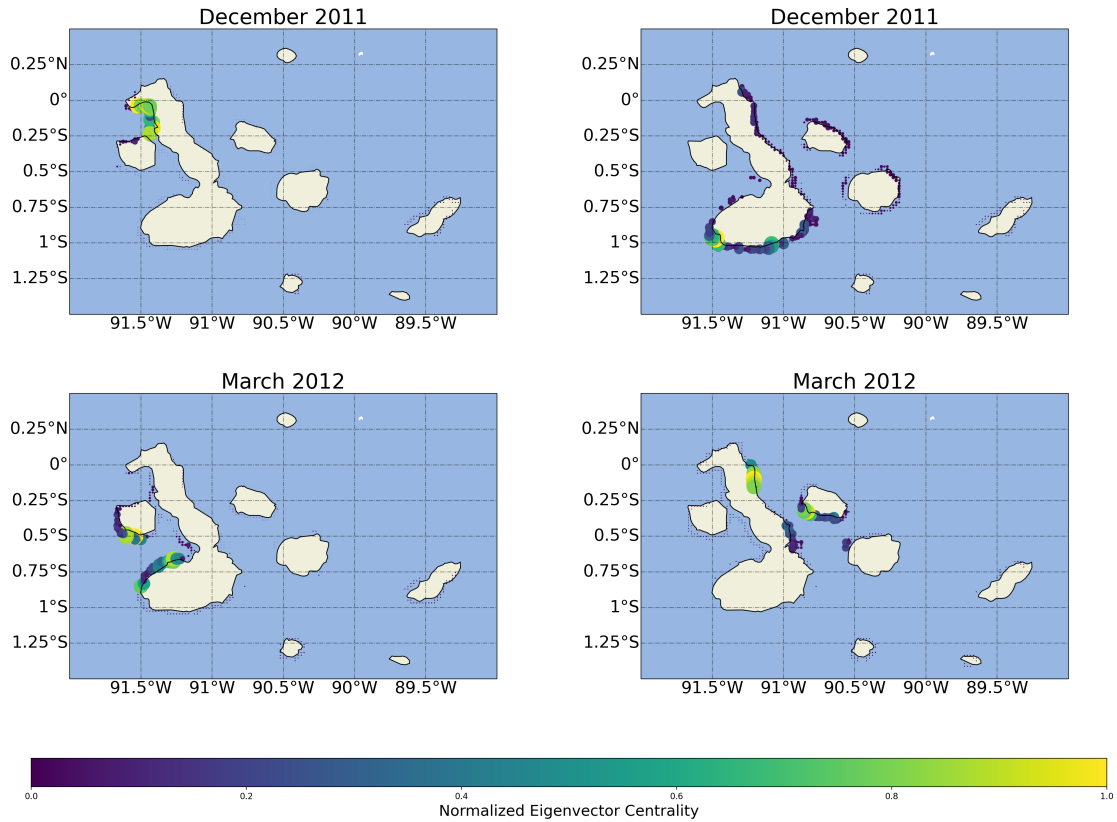 December 2011
0.25°N
0°
0.25°S
0.5°S
0.75°S
1°S
1.25°S
91.5°W 91°W 90.5°W 90°W 89.5°W
December 2011
0.25°N
0°
0.25°S
0.5°S
0.75°S
1°S
1.25°S
91.5°W 91°W 90.5°W 90°W 89.5°W
March 2012
0.25°N
0°
0.25°S
0.5°S
0.75°S
1°S
1.25°S
91.5°W 91°W 90.5°W 90°W 89.5°W
March 2012
0.25°N
0°
0.25°S
0.5°S
0.75°S
1°S
1.25°S
91.5°W 91°W 90.5°W 90°W 89.5°W
0.0 0.2 0.4 0.6 0.8 1.0
Normalized Eigenvector Centrality